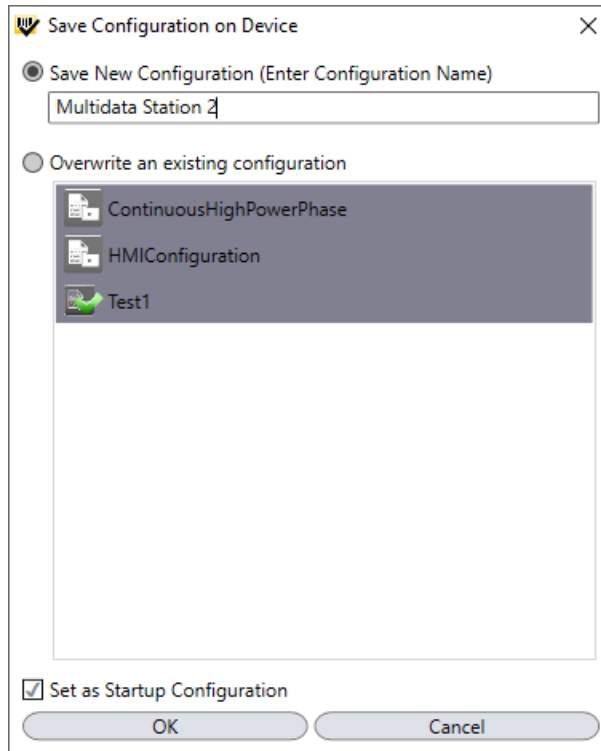 Save Configuration on Device
Save New Configuration (Enter Configuration Name)
Multidata Station 2
Overwrite an existing configuration
ContinuousHighPowerPhase
HMIConfiguration
Test1
Set as Startup Configuration
OK
Cancel